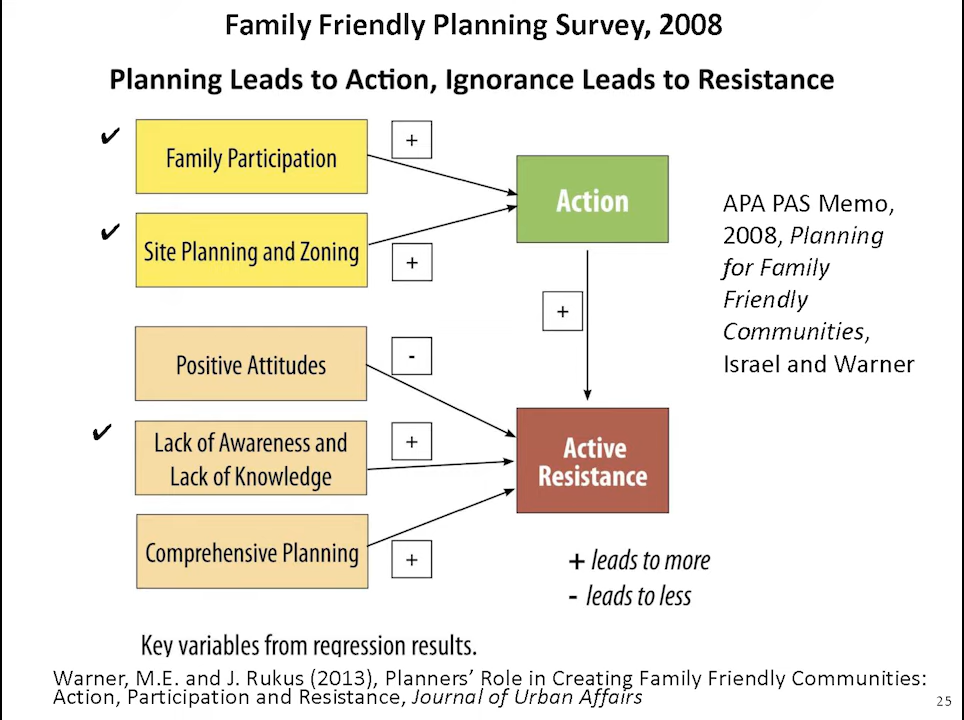 Family Friendly Planning Survey, 2008
Planning Leads to Action, Ignorance Leads to Resistance
✔
Family Participation
+
✔
Site Planning and Zoning
+
Action
+
APA PAS Memo,
2008, Planning
for Family
Friendly
Communities,
Israel and Warner
Positive Attitudes
-
✔
Lack of Awareness and
Lack of Knowledge
+
Comprehensive Planning
+
Active
Resistance
+ leads to more
- leads to less
Key variables from regression results.
Warner, M.E. and J. Rukus (2013), Planners’ Role in Creating Family Friendly Communities:
Action, Participation and Resistance, Journal of Urban Affairs
25